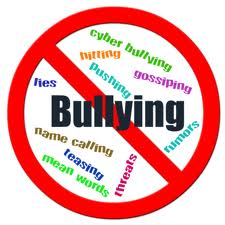 cyber bullying
hitting
pushing
gossiping
lies
Bullying
rumors
name calling
teasing
mean words
threats